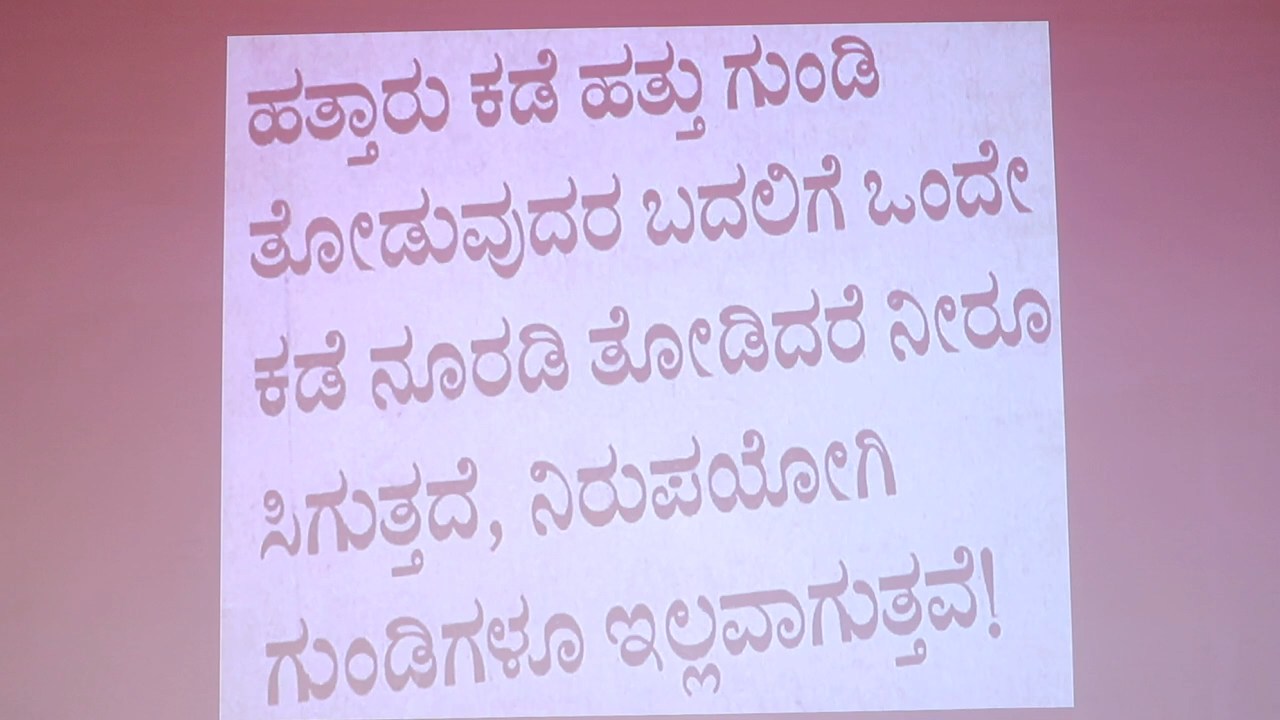 ಹತ್ತಾರು ಕಡೆ ಹತ್ತು ಗುಂಡಿ
ತೋಡುವುದರ ಬದಲಿಗೆ ಒಂದೇ
ಕಡೆ ನೂರಡಿ ತೋಡಿದರೆ ನೀರೂ
ಸಿಗುತ್ತದೆ, ನಿರುಪಯೋಗಿ
ಗುಂಡಿಗಳೂ ಇಲ್ಲವಾಗುತ್ತವೆ!